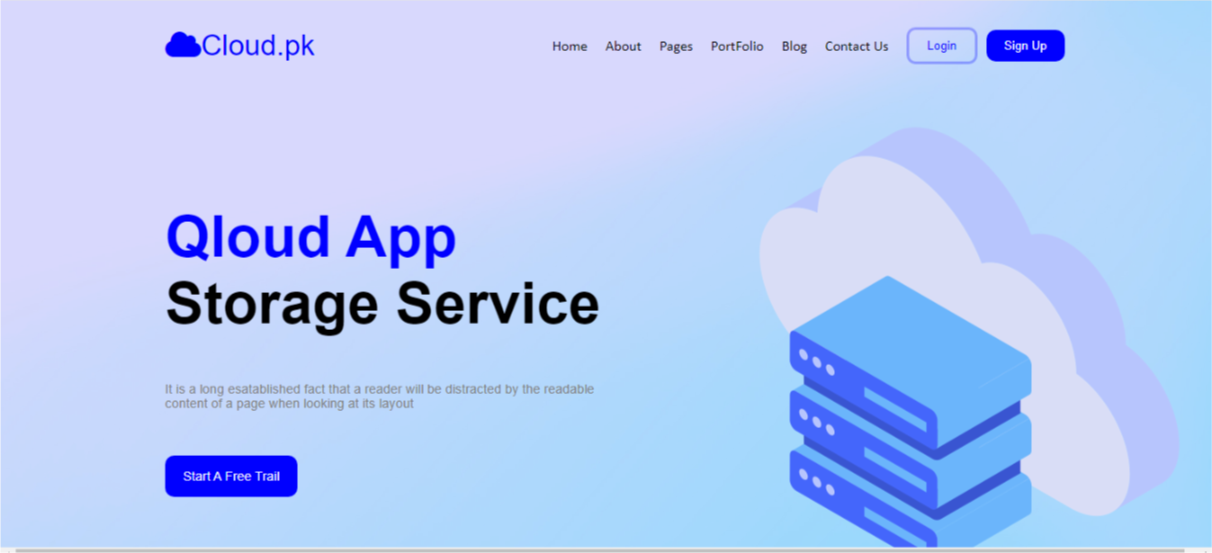 Cloud.pk
Home About Pages PortFolio Blog Contact Us Login Sign Up
Qloud App
Storage Service
It is a long esatablished fact that a reader will be distracted by the readable
content of a page when looking at its layout
Start A Free Trail